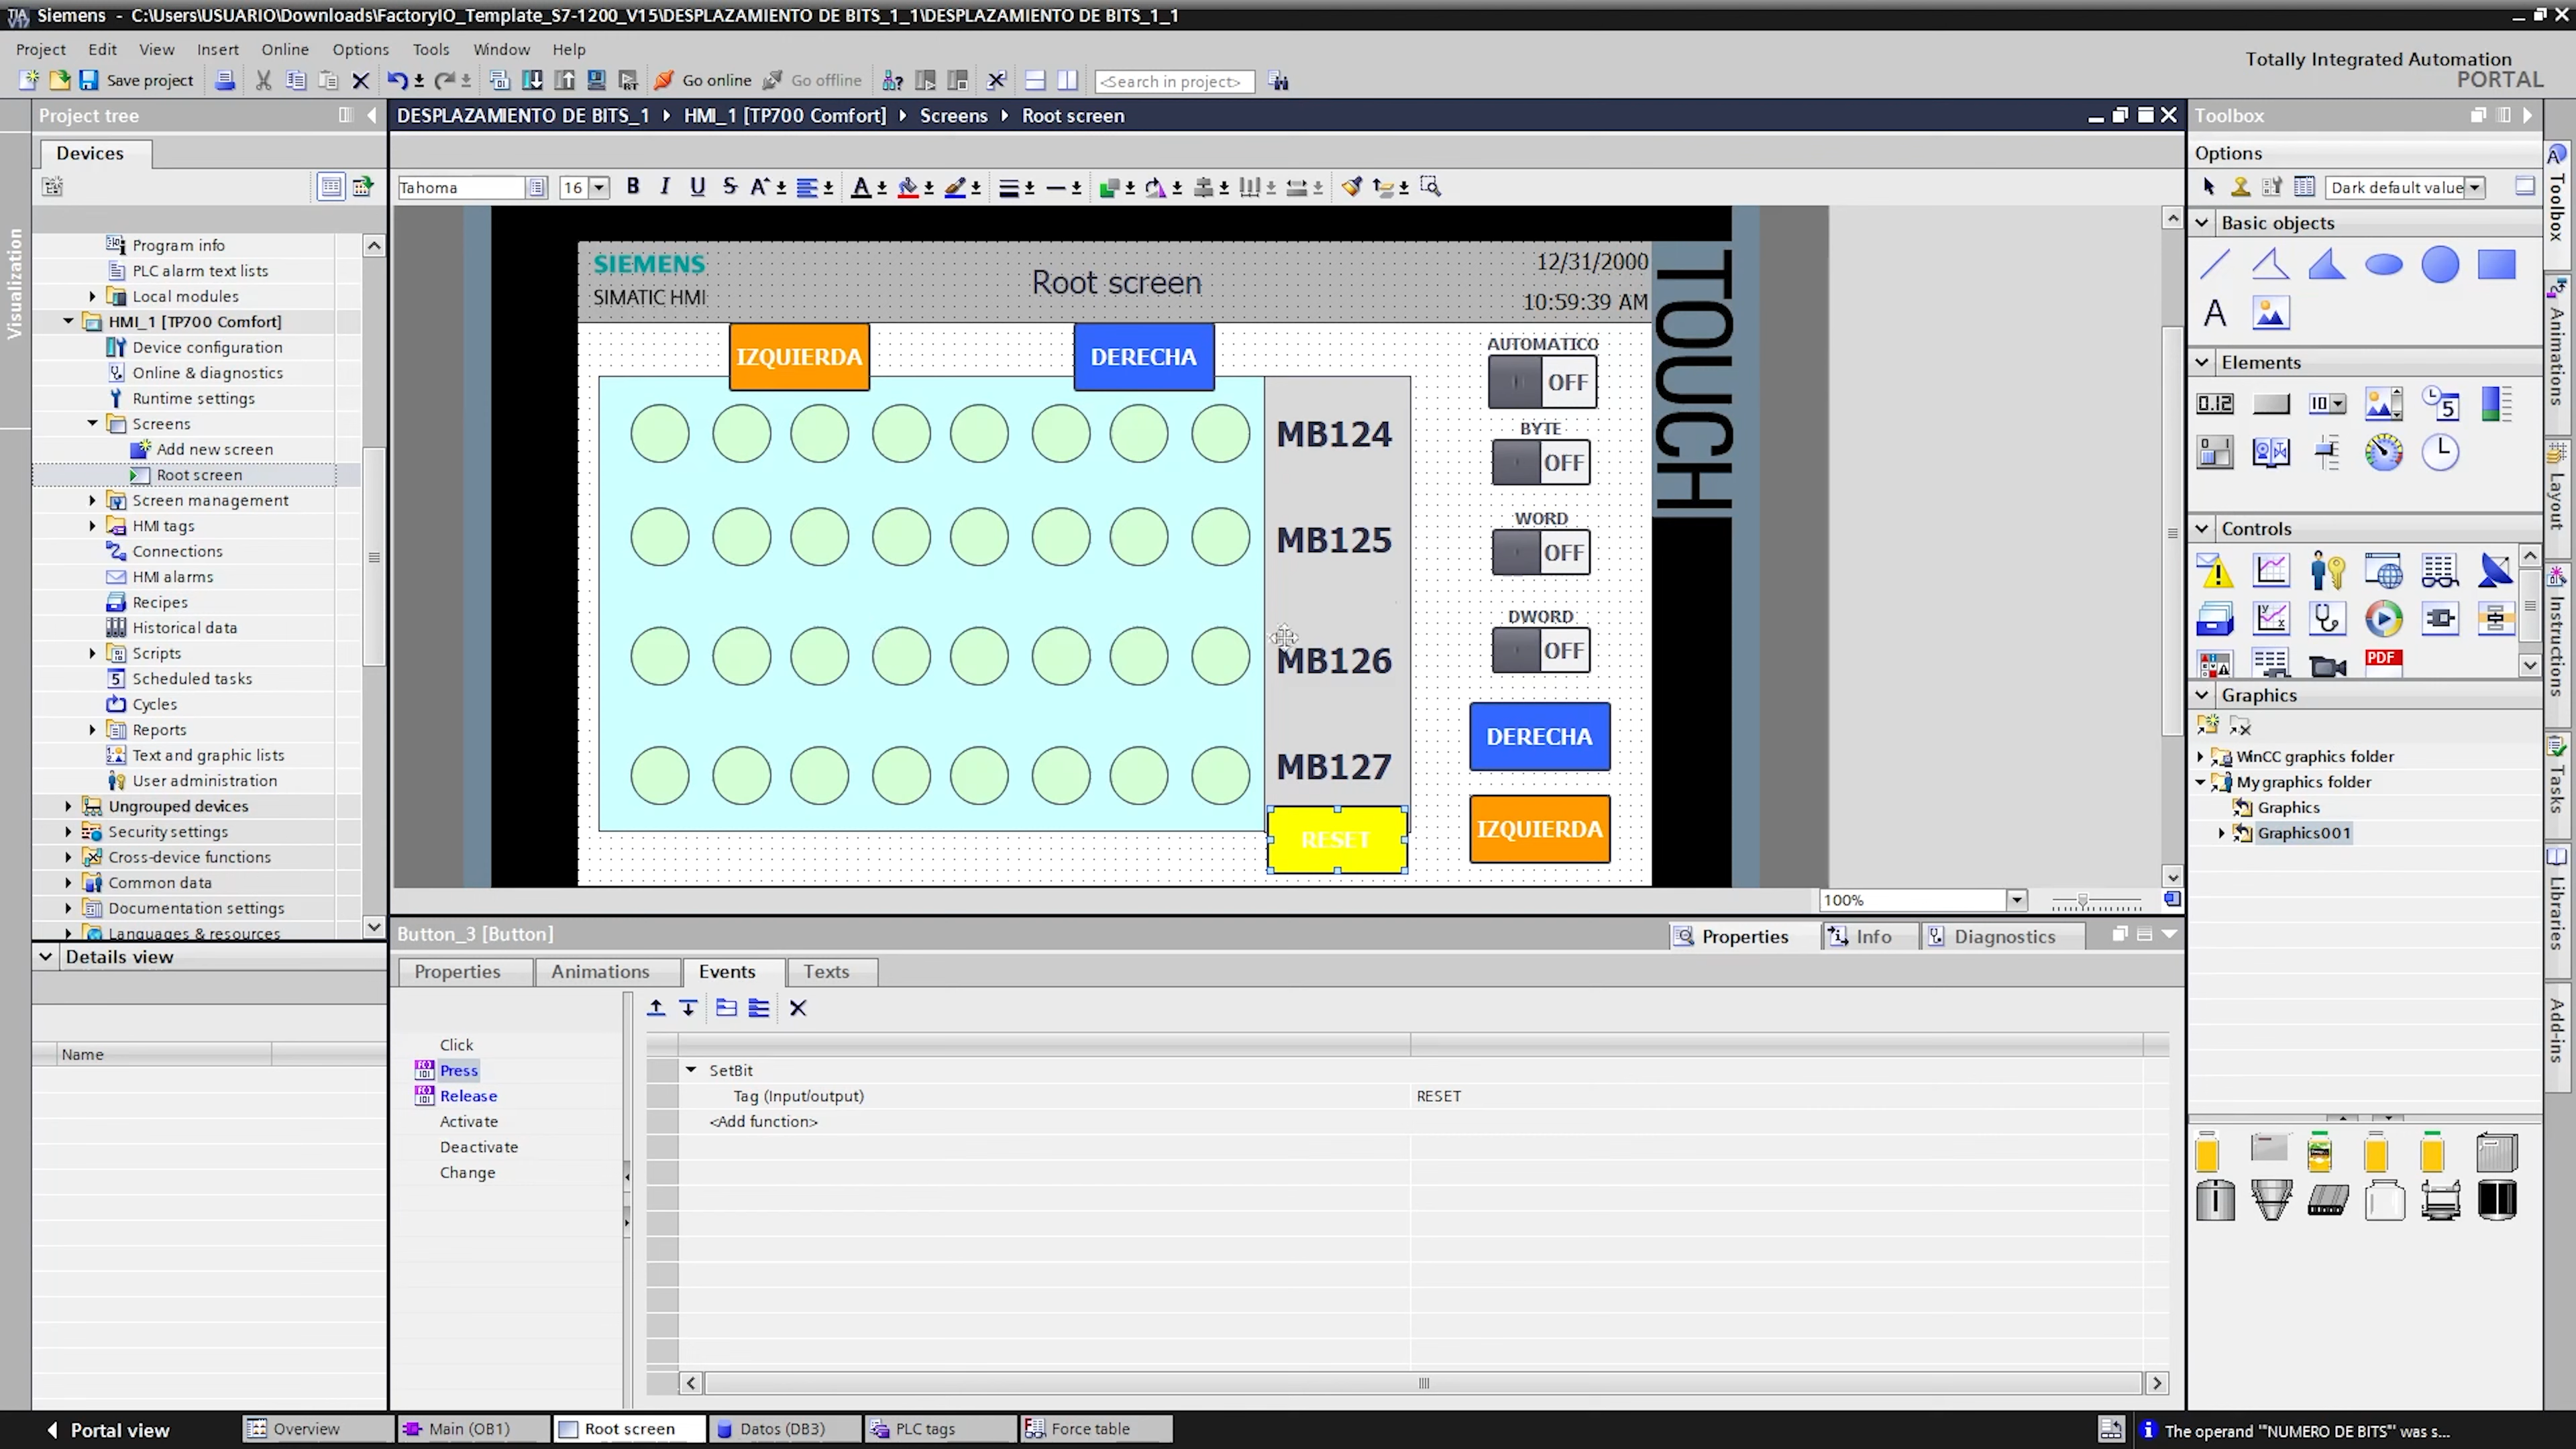 Siemens - C:\Users\USUARIO\Downloads\FactoryIO_Template_S7-1200_V15\DESPLAZAMIENTO DE BITS_1_1\DESPLAZAMIENTO DE BITS_1_1
Project Edit View Insert Online Options Tools Window Help
Totally Integrated Automation
PORTAL
Save project Go online Go offline <Search in project>
Project tree
DESPLAZAMIENTO DE BITS_1 HMI_1 [TP700 Comfort] Screens Root screen
Toolbox
Devices
Options
Tahoma 16 B I U S
Dark default value
Visualization
Program info
PLC alarm text lists
Local modules
HMI_1 [TP700 Comfort]
Device configuration
Online & diagnostics
Runtime settings
Screens
Add new screen
Root screen
Screen management
HMI tags
Connections
HMI alarms
Recipes
Historical data
Scripts
Scheduled tasks
Cycles
Reports
Text and graphic lists
User administration
Ungrouped devices
Security settings
Cross-device functions
Common data
Documentation settings
Languages & resources
Details view
Name
SIEMENS
SIMATIC HMI
Root screen
12/31/2000
10:59:39 AM
TOUCH
IZQUIERDA
DERECHA
AUTOMATICO
OFF
BYTE
OFF
WORD
OFF
DWORD
OFF
MB124
MB125
MB126
MB127
RESET
DERECHA
IZQUIERDA
100%
Button_3 [Button]
Properties Info Diagnostics
Properties Animations Events Texts
Click
Press
Release
Activate
Deactivate
Change
SetBit
Tag (Input/output) RESET
<Add function>
Basic objects
Elements
Controls
PDF
Graphics
WinCC graphics folder
My graphics folder
Graphics
Graphics001
Toolbox
Animations
Layout
Instructions
Tasks
Libraries
Add-ins
Portal view Overview Main (OB1) Root screen Datos (DB3) PLC tags Force table
The operand '"NUMERO DE BITS"' was s...